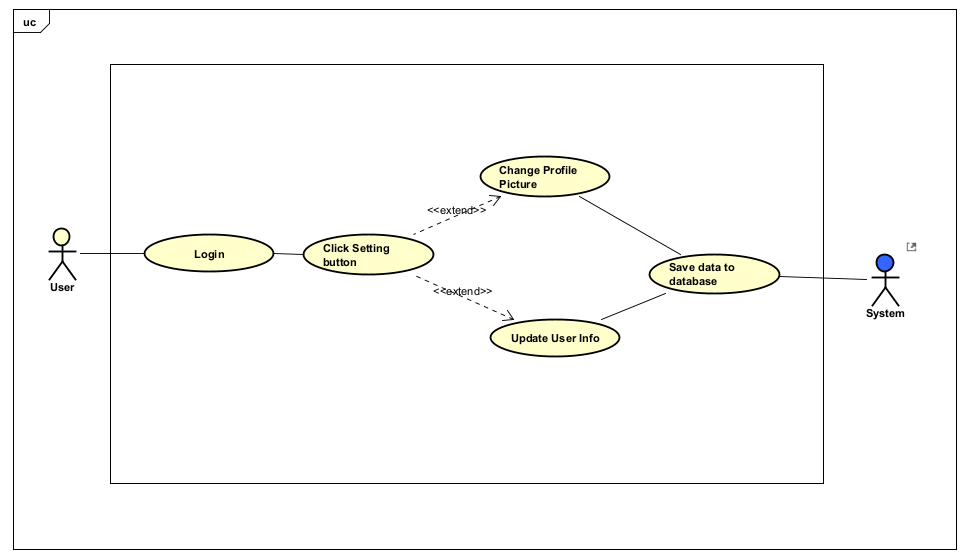 uc
Change Profile
Picture
<<extend>>
Login
Click Setting
button
Save data to
database
User
<<extend>>
System
Update User Info